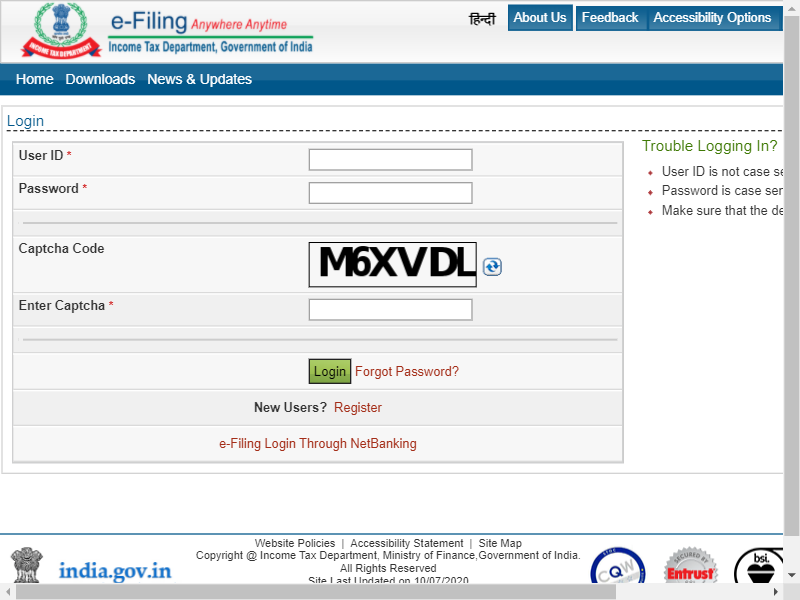 e-Filing Anywhere Anytime
Income Tax Department, Government of India
INCOME TAX DEPARTMENT
हिन्दी About Us Feedback Accessibility Options
Home Downloads News & Updates
Login
User ID *
Password *
Captcha Code
M6XVDL
Enter Captcha *
Login Forgot Password?
New Users? Register
e-Filing Login Through NetBanking
Trouble Logging In?
User ID is not case se
Password is case ser
Make sure that the de
Website Policies | Accessibility Statement | Site Map
Copyright @ Income Tax Department, Ministry of Finance,Government of India.
All Rights Reserved
Site Last Updated on 10/07/2020
india.gov.in
CQW
SECURED BY
Entrust
bsi.